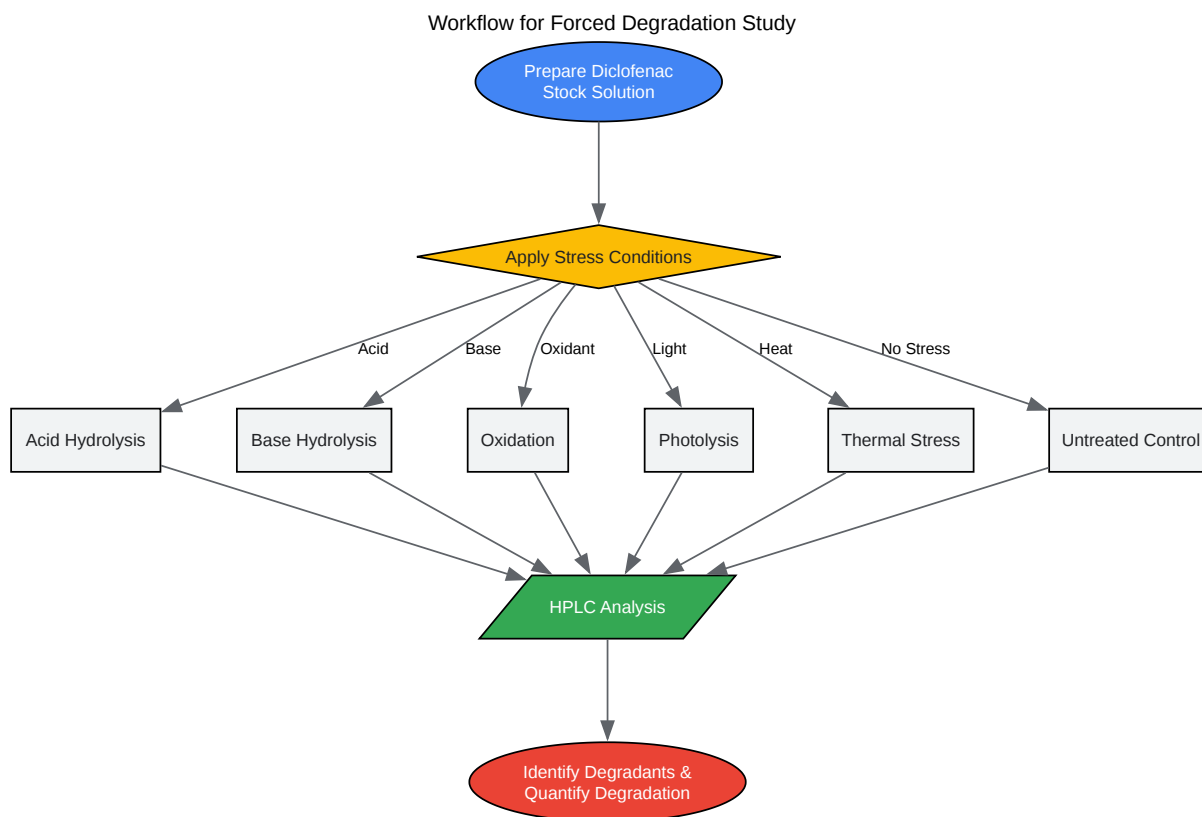 Workflow for Forced Degradation Study
Prepare Diclofenac
Stock Solution
Apply Stress Conditions
Acid
Base
Oxidant
Light
Heat
No Stress
Acid Hydrolysis
Base Hydrolysis
Oxidation
Photolysis
Thermal Stress
Untreated Control
HPLC Analysis
Identify Degradants &
Quantify Degradation